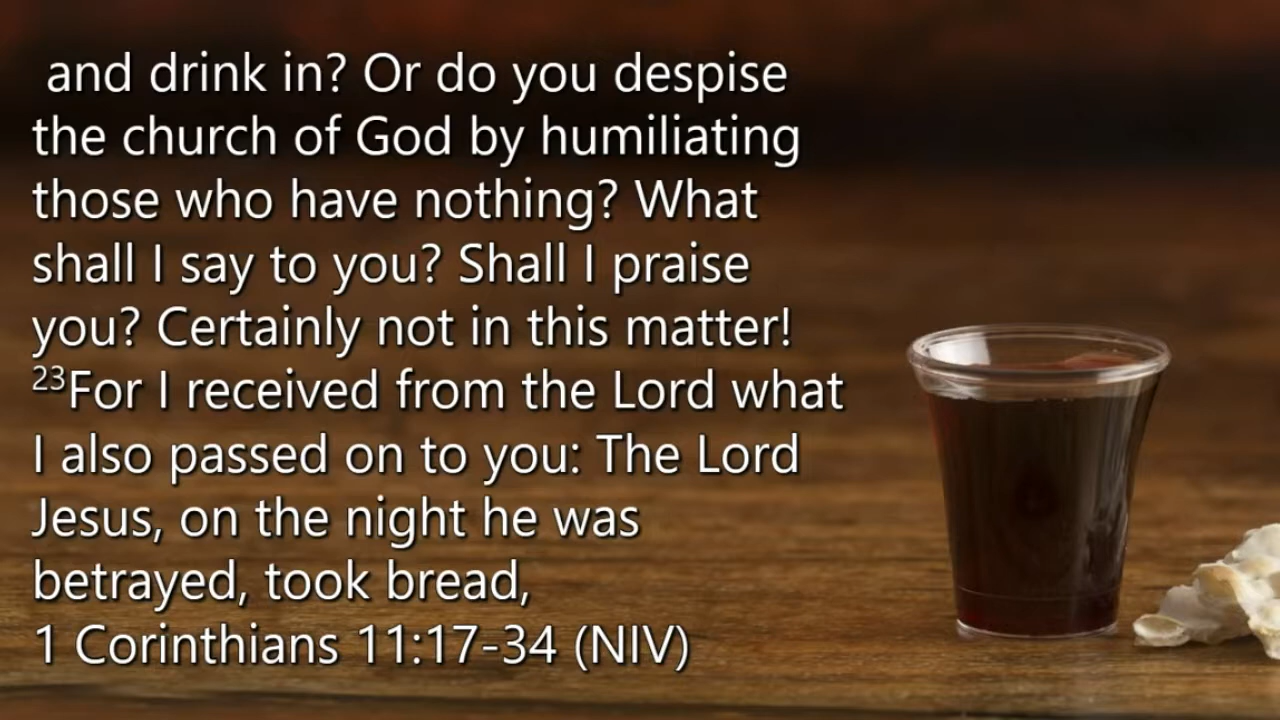 and drink in? Or do you despise
the church of God by humiliating
those who have nothing? What
shall I say to you? Shall I praise
you? Certainly not in this matter!
²³For I received from the Lord what
I also passed on to you: The Lord
Jesus, on the night he was
betrayed, took bread,
1 Corinthians 11:17-34 (NIV)